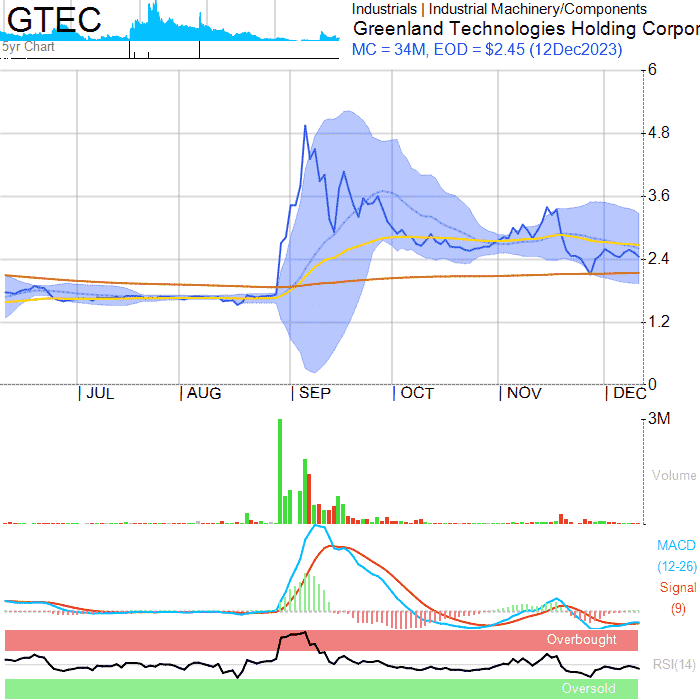 GTEC
5yr Chart
Industrials | Industrial Machinery/Components
Greenland Technologies Holding Corpor
MC = 34M, EOD = $2.45 (12Dec2023)
6
4.8
3.6
2.4
1.2
0
| JUL | AUG | SEP | OCT | NOV | DEC
3M
Volume
MACD
(12-26)
Signal
(9)
Overbought
RSI(14)
Oversold